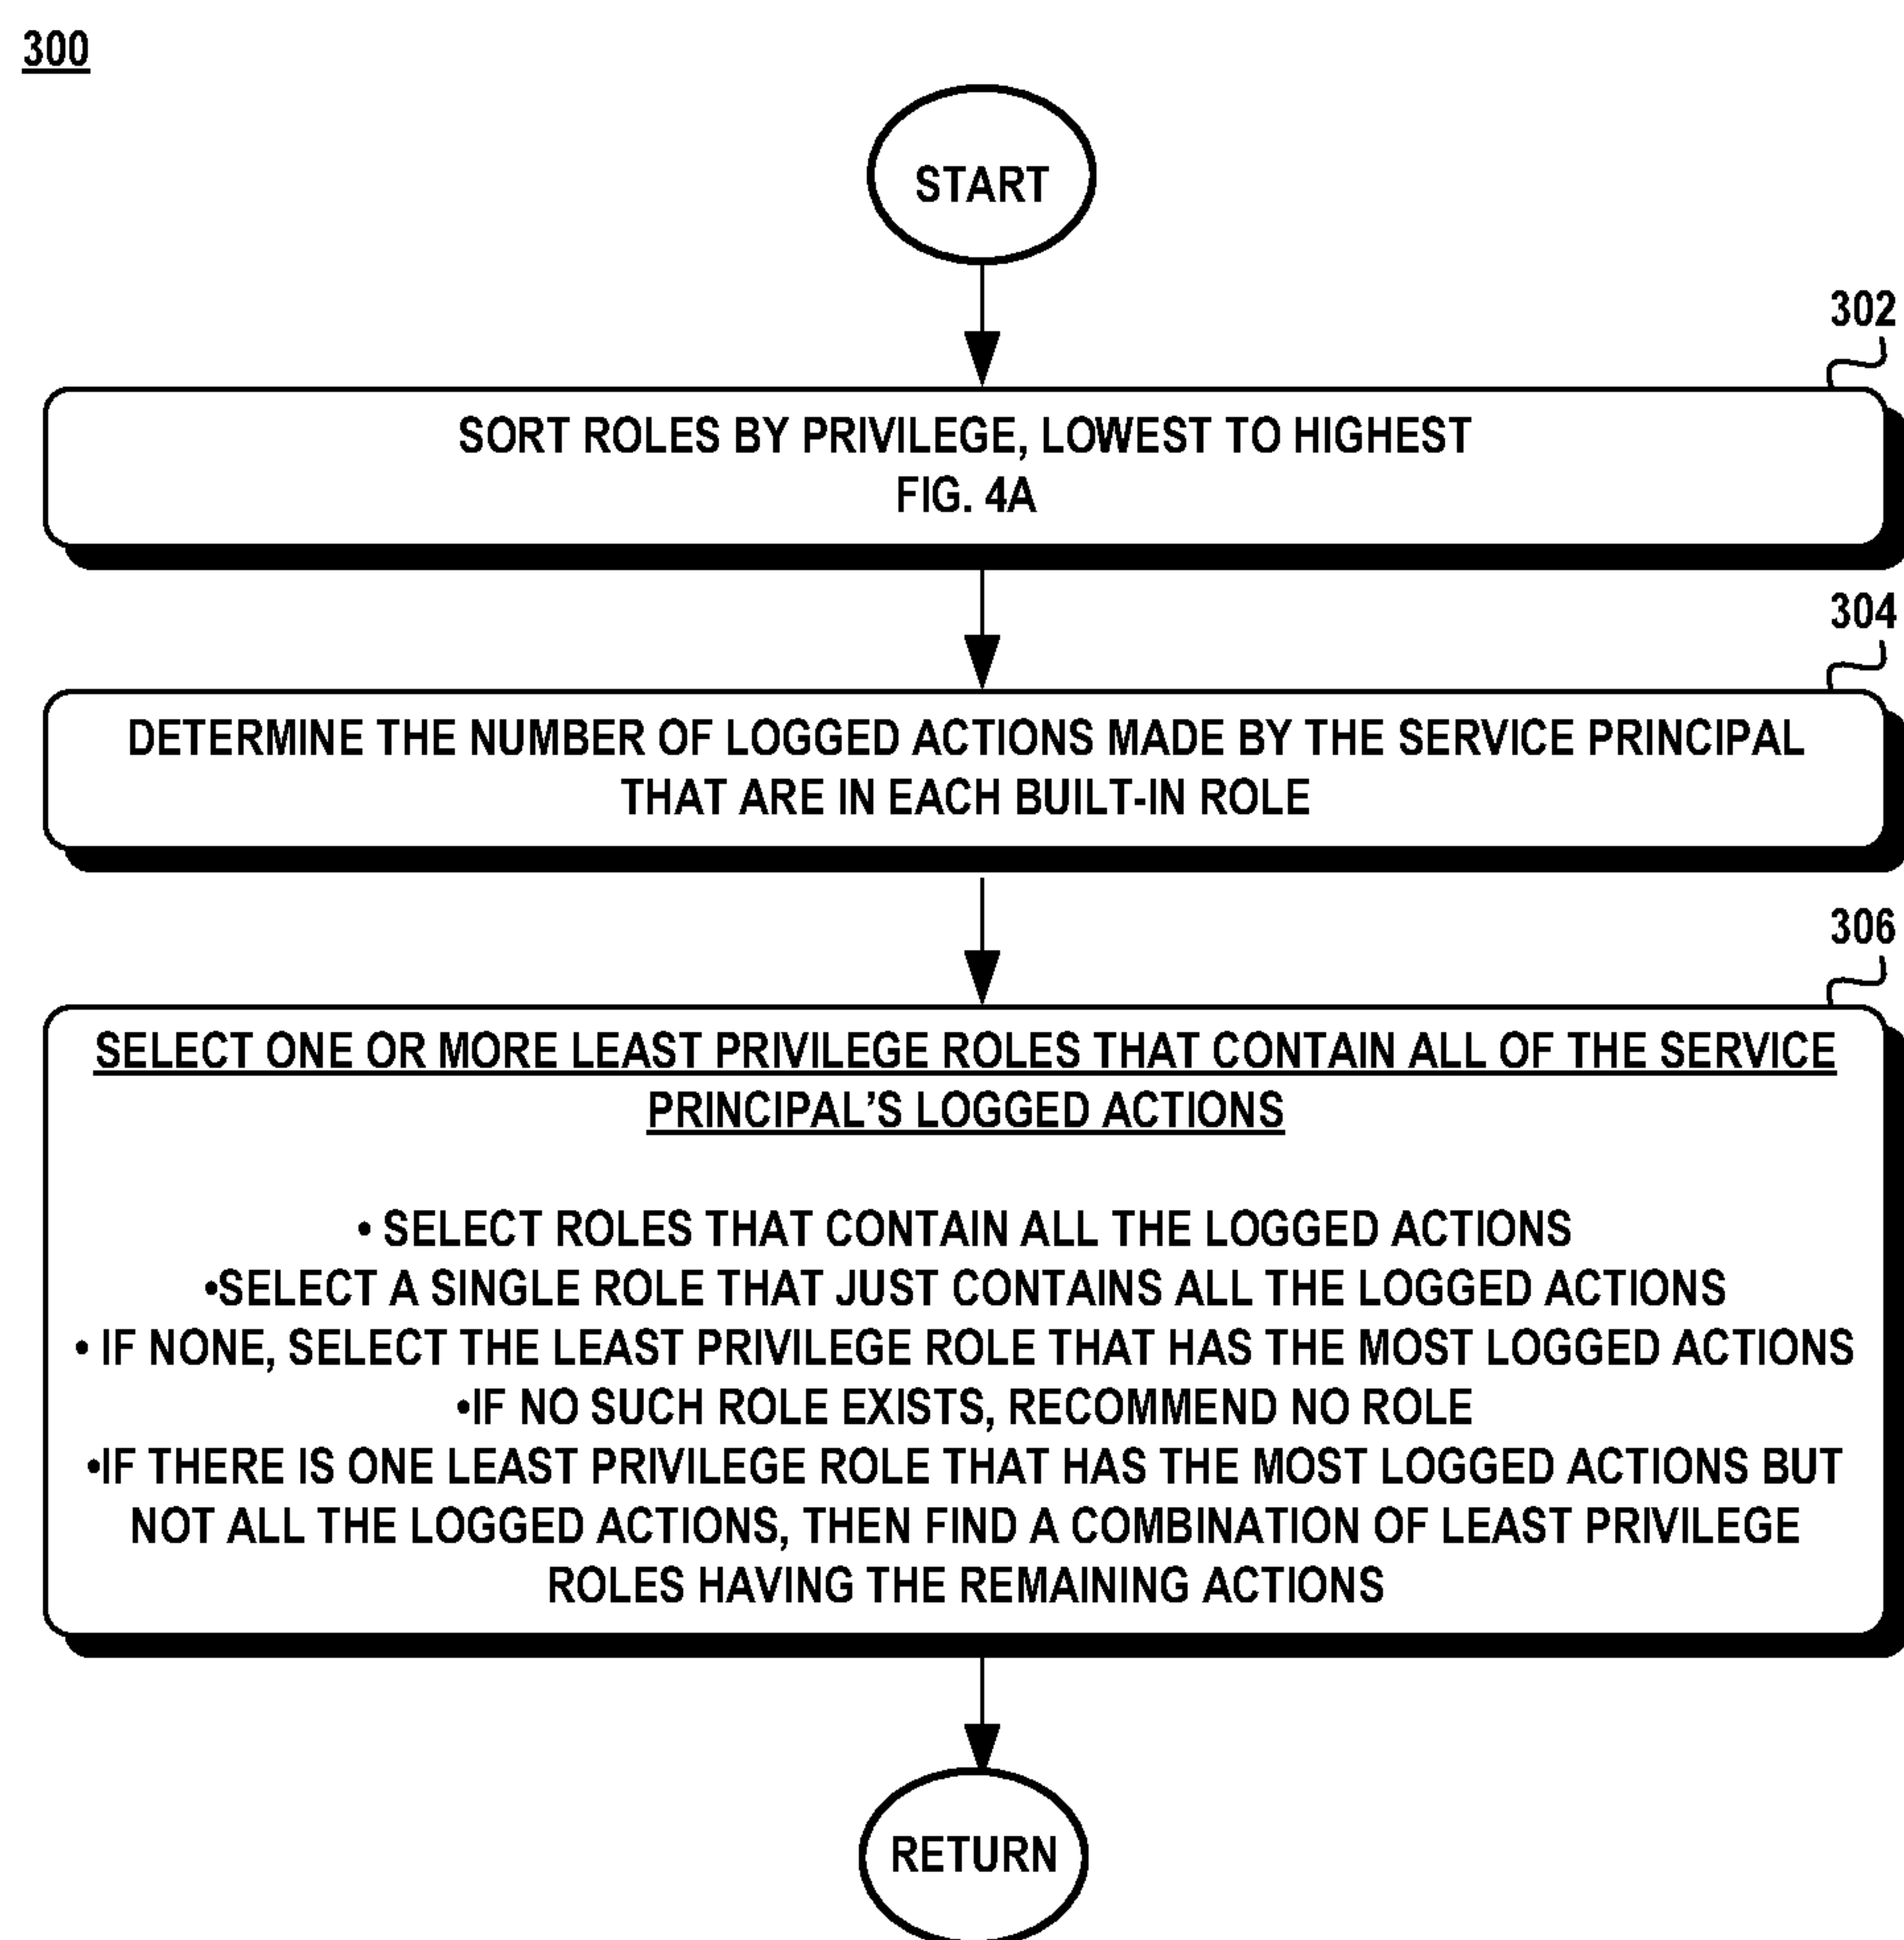 300
START
302
SORT ROLES BY PRIVILEGE, LOWEST TO HIGHEST
FIG. 4A
304
DETERMINE THE NUMBER OF LOGGED ACTIONS MADE BY THE SERVICE PRINCIPAL
THAT ARE IN EACH BUILT-IN ROLE
306
SELECT ONE OR MORE LEAST PRIVILEGE ROLES THAT CONTAIN ALL OF THE SERVICE
PRINCIPAL’S LOGGED ACTIONS
• SELECT ROLES THAT CONTAIN ALL THE LOGGED ACTIONS
•SELECT A SINGLE ROLE THAT JUST CONTAINS ALL THE LOGGED ACTIONS
• IF NONE, SELECT THE LEAST PRIVILEGE ROLE THAT HAS THE MOST LOGGED ACTIONS
•IF NO SUCH ROLE EXISTS, RECOMMEND NO ROLE
•IF THERE IS ONE LEAST PRIVILEGE ROLE THAT HAS THE MOST LOGGED ACTIONS BUT
NOT ALL THE LOGGED ACTIONS, THEN FIND A COMBINATION OF LEAST PRIVILEGE
ROLES HAVING THE REMAINING ACTIONS
RETURN